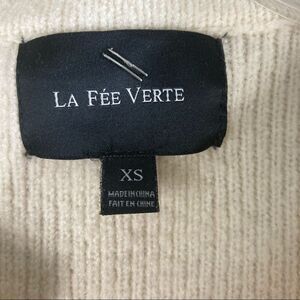 LA FÉE VERTE
XS
MADE IN CHINA
FAIT EN CHINE